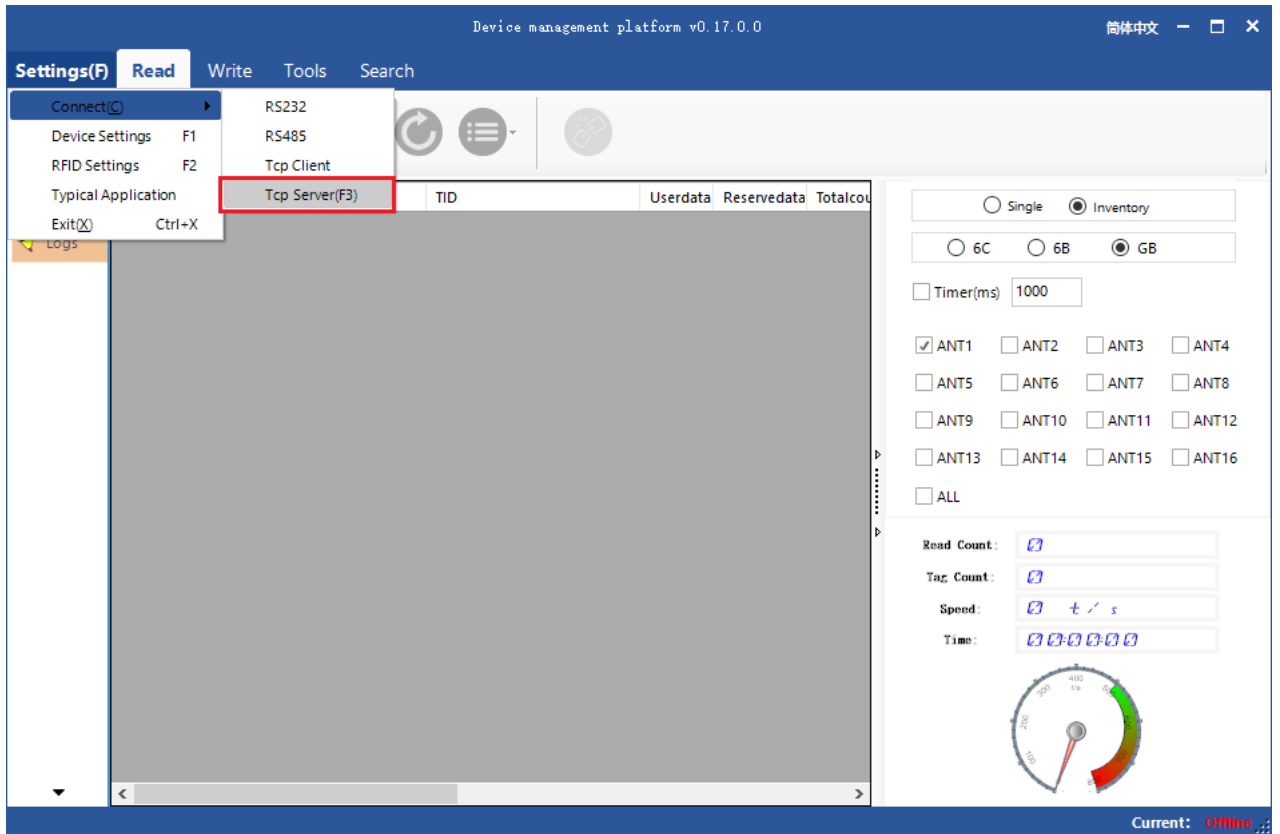 Device management platform v0.17.0.0 简体中文
Settings(F) Read Write Tools Search
Connect(C)
Device Settings F1
RFID Settings F2
Typical Application
Exit(X) Ctrl+X
RS232
RS485
Tcp Client
Tcp Server(F3)
Logs
TID Userdata Reservedata Totalcou
Single Inventory
6C 6B GB
Timer(ms) 1000
ANT1 ANT2 ANT3 ANT4
ANT5 ANT6 ANT7 ANT8
ANT9 ANT10 ANT11 ANT12
ANT13 ANT14 ANT15 ANT16
ALL
Read Count: 0
Tag Count: 0
Speed: 0 t/s
Time: 00:00:00
400
300
t/s
200
100
Current: Offline